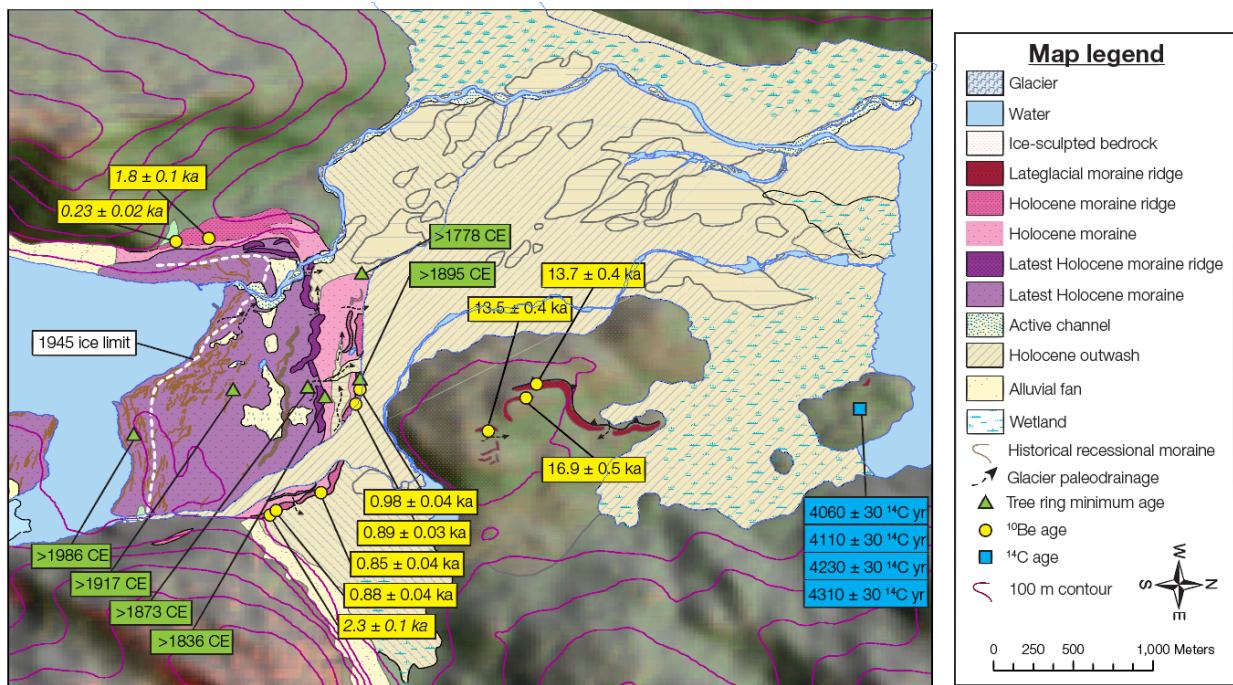 1.8 ± 0.1 ka
0.23 ± 0.02 ka
>1778 CE
>1895 CE
13.7 ± 0.4 ka
13.5 ± 0.4 ka
1945 ice limit
16.9 ± 0.5 ka
0.98 ± 0.04 ka
0.89 ± 0.03 ka
0.85 ± 0.04 ka
0.88 ± 0.04 ka
2.3 ± 0.1 ka
>1986 CE
>1917 CE
>1873 CE
>1836 CE
4060 ± 30 ¹⁴C yr
4110 ± 30 ¹⁴C yr
4230 ± 30 ¹⁴C yr
4310 ± 30 ¹⁴C yr
Map legend
Glacier
Water
Ice-sculpted bedrock
Lateglacial moraine ridge
Holocene moraine ridge
Holocene moraine
Latest Holocene moraine ridge
Latest Holocene moraine
Active channel
Holocene outwash
Alluvial fan
Wetland
Historical recessional moraine
Glacier paleodrainage
Tree ring minimum age
¹⁰Be age
¹⁴C age
100 m contour
W
S
N
E
0 250 500 1,000 Meters